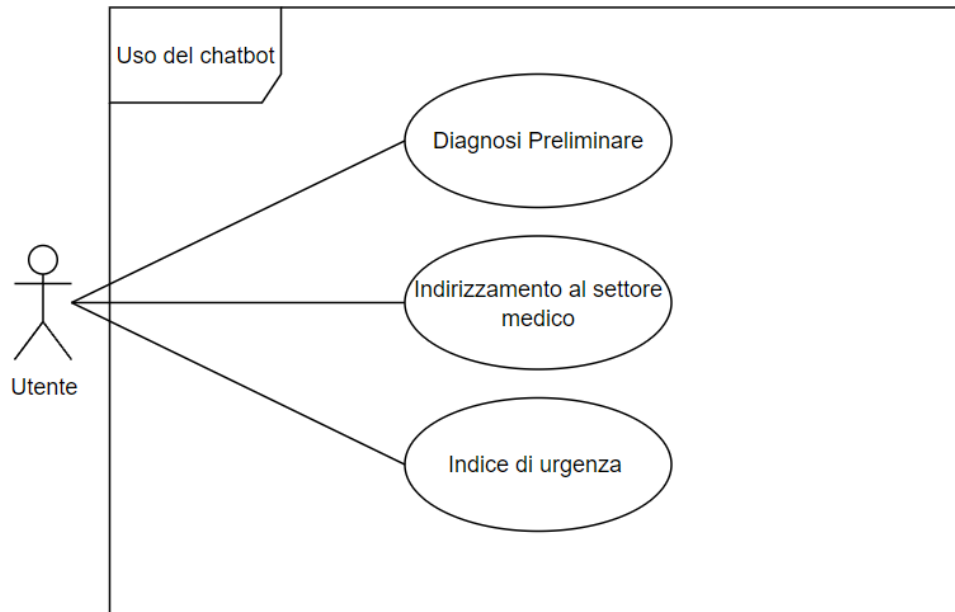 Uso del chatbot
Diagnosi Preliminare
Indirizzamento al settore
medico
Utente
Indice di urgenza